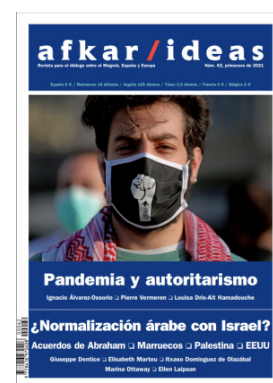 afkar/ideas
Revista para el diálogo entre el Magreb, España y Europa Núm. 62, primavera de 2021
Pandemia y autoritarismo
Ignacio Álvarez-Ossorio ❑ Pierre Vermeren ❑ Louisa Dris-Aït Hamadouche
¿Normalización árabe con Israel?
Acuerdos de Abraham ❑ Marruecos ❑ Palestina ❑ EEUU
Giuseppe Dentice ❑ Elisabeth Marteu ❑ Itxaso Domínguez de Olazábal
Marina Ottaway ❑ Ellen Laipson